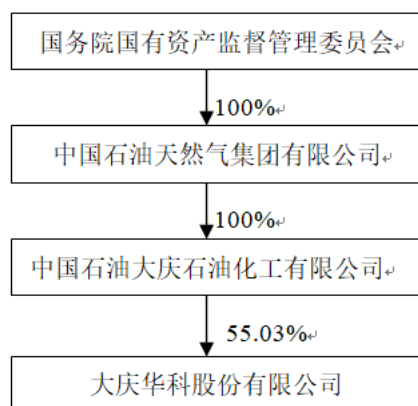 国务院国有资产监督管理委员会
100%
中国石油天然气集团有限公司
100%
中国石油大庆石油化工有限公司
55.03%
大庆华科股份有限公司